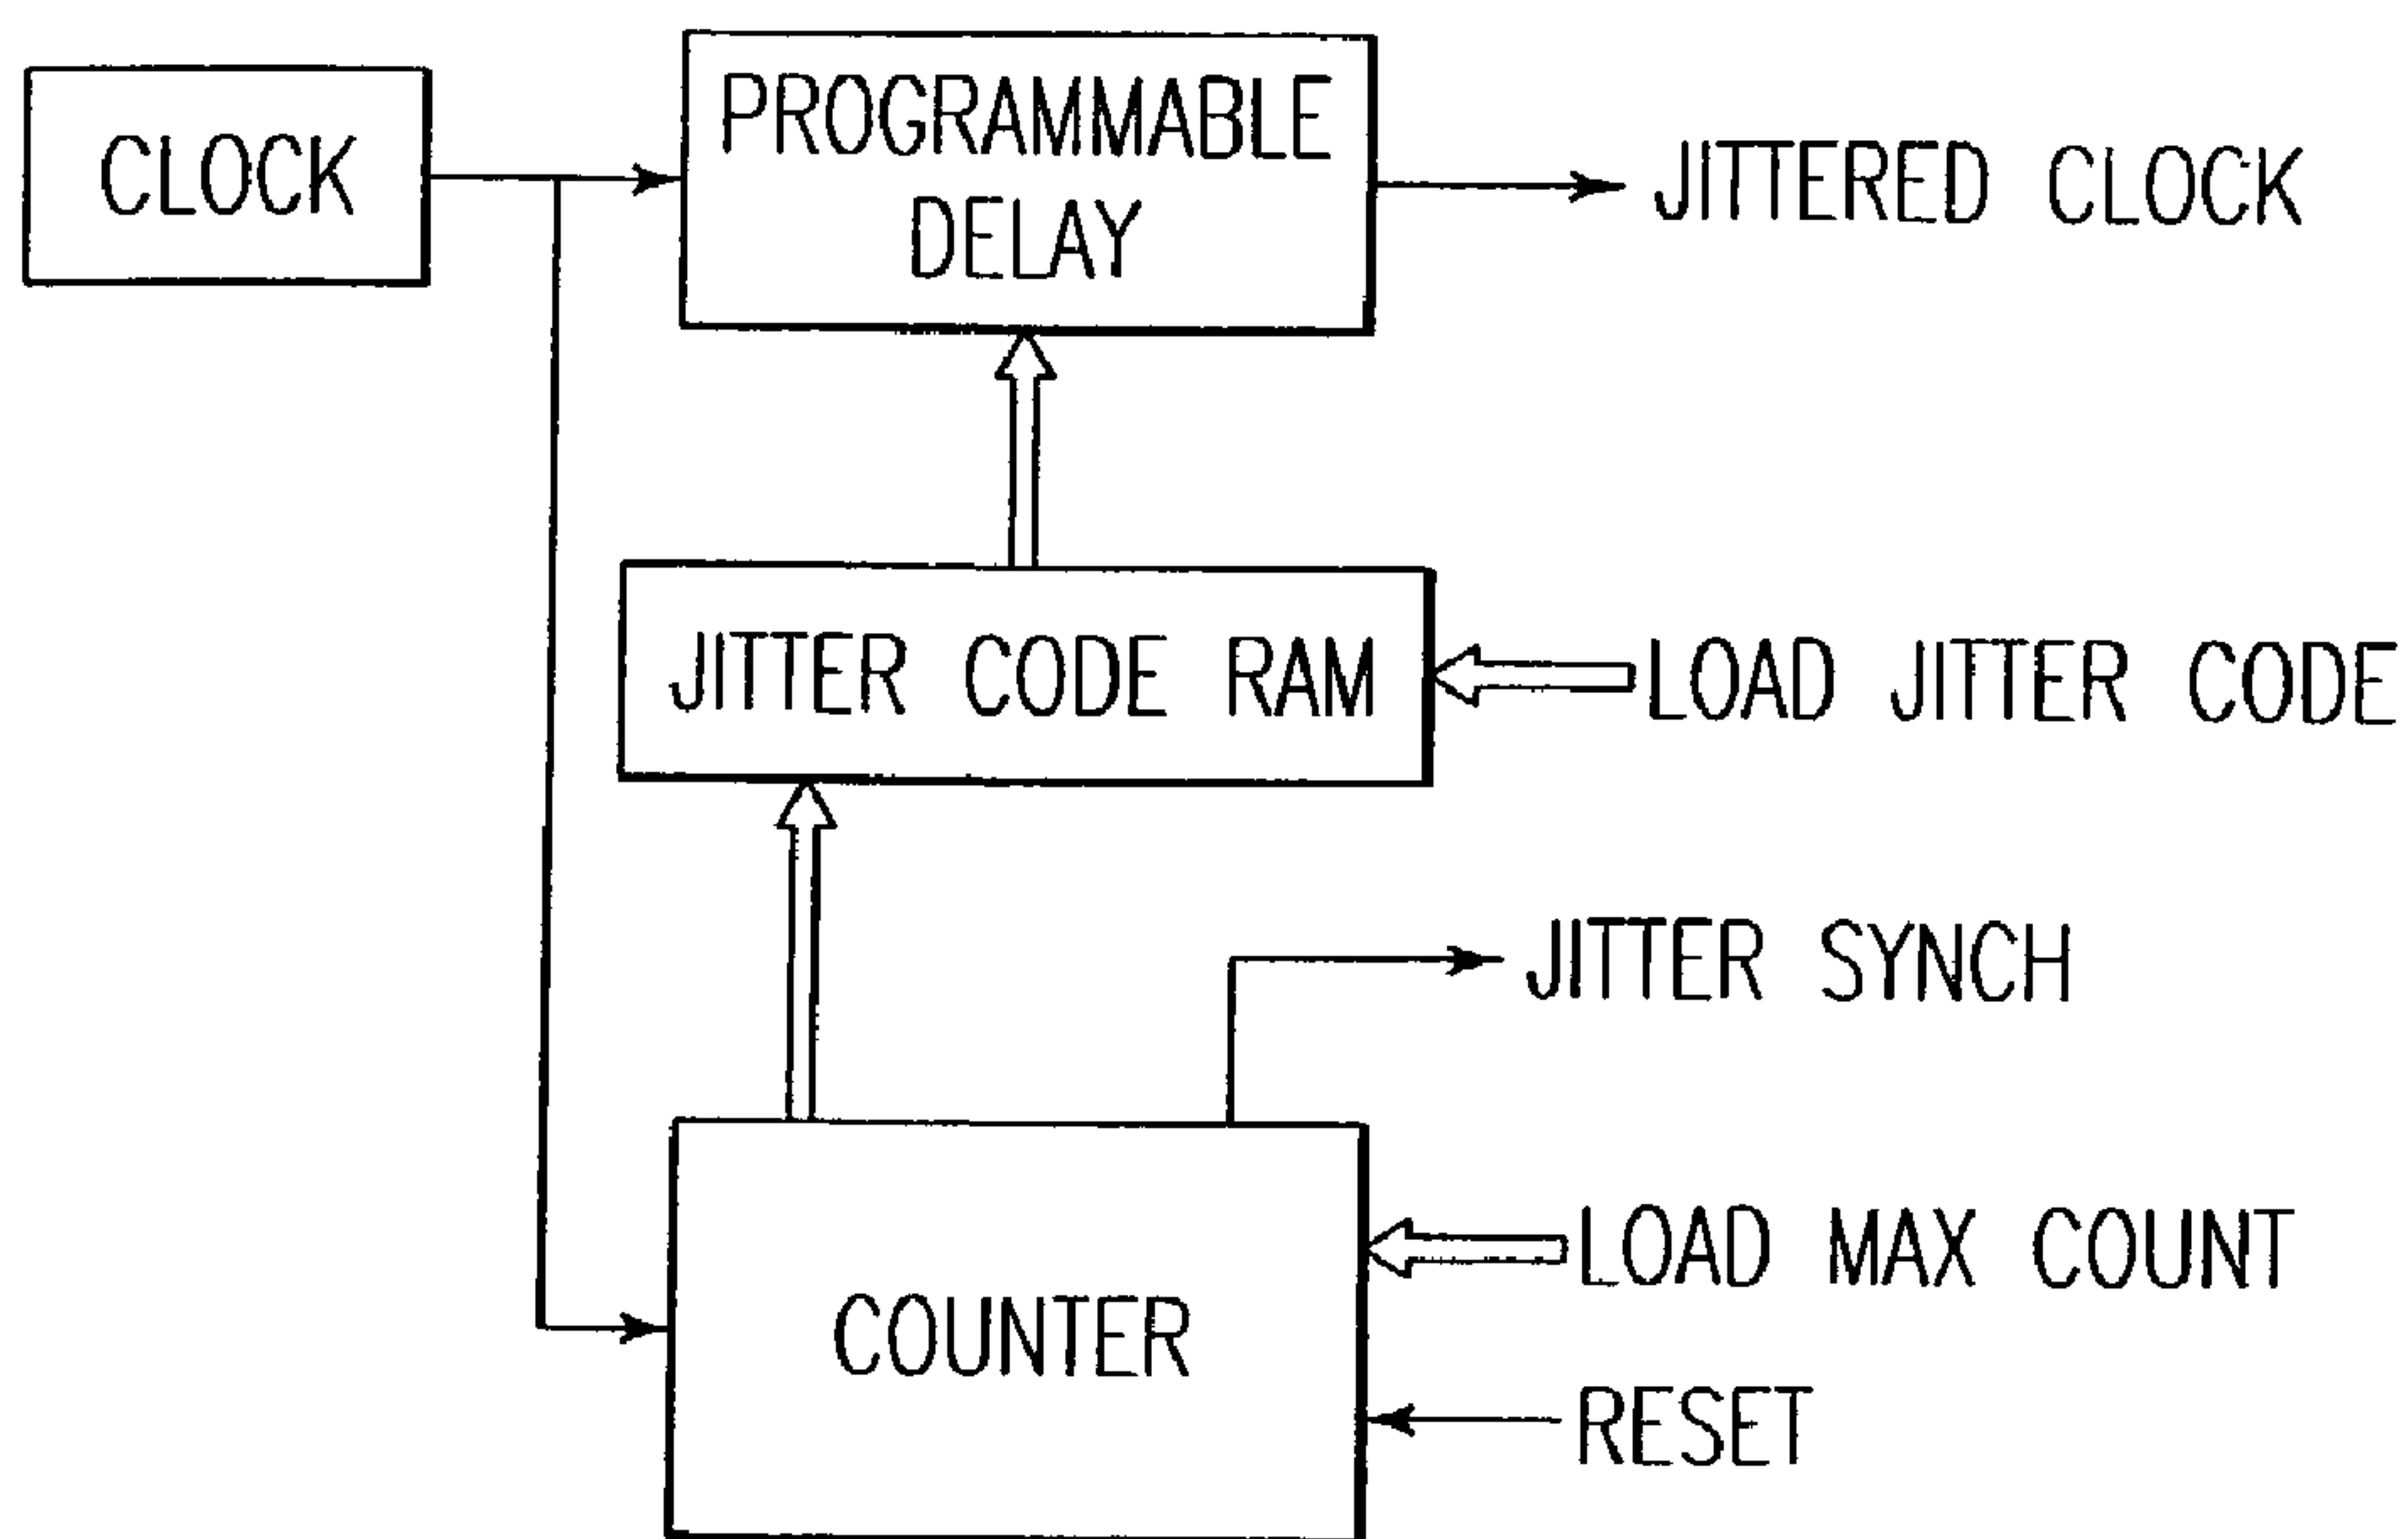 CLOCK
PROGRAMMABLE
DELAY
JITTERED CLOCK
JITTER CODE RAM
LOAD JITTER CODE
JITTER SYNCH
LOAD MAX COUNT
COUNTER
RESET